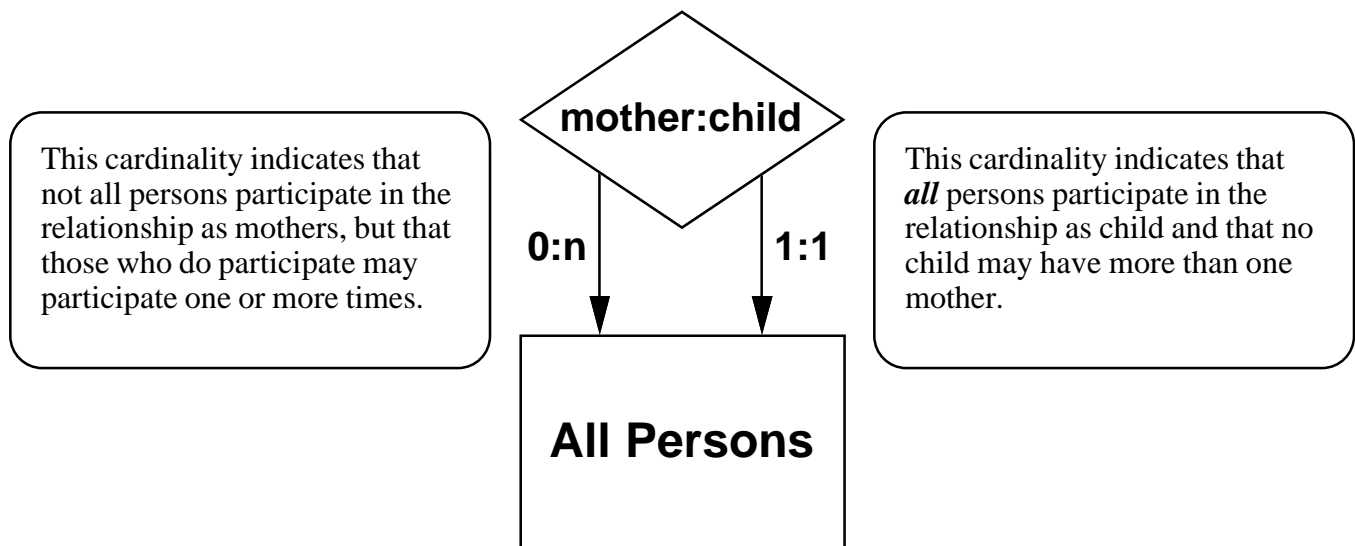 mother:child
This cardinality indicates that
not all persons participate in the
relationship as mothers, but that
those who do participate may
participate one or more times.
0:n
1:1
This cardinality indicates that
all persons participate in the
relationship as child and that no
child may have more than one
mother.
All Persons